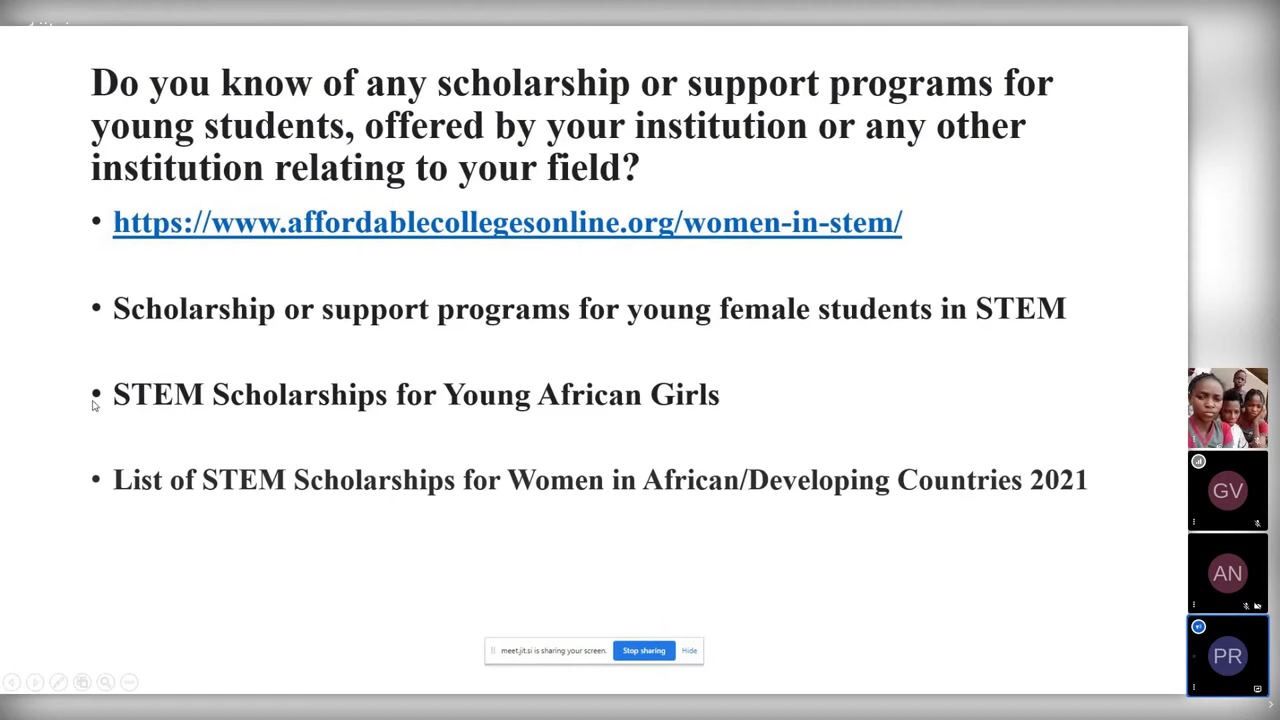 Do you know of any scholarship or support programs for
young students, offered by your institution or any other
institution relating to your field?
• https://www.affordablecollegesonline.org/women-in-stem/
• Scholarship or support programs for young female students in STEM
• STEM Scholarships for Young African Girls
• List of STEM Scholarships for Women in African/Developing Countries 2021
GV
AN
PR
meet.jit.si is sharing your screen.
Stop sharing
Hide